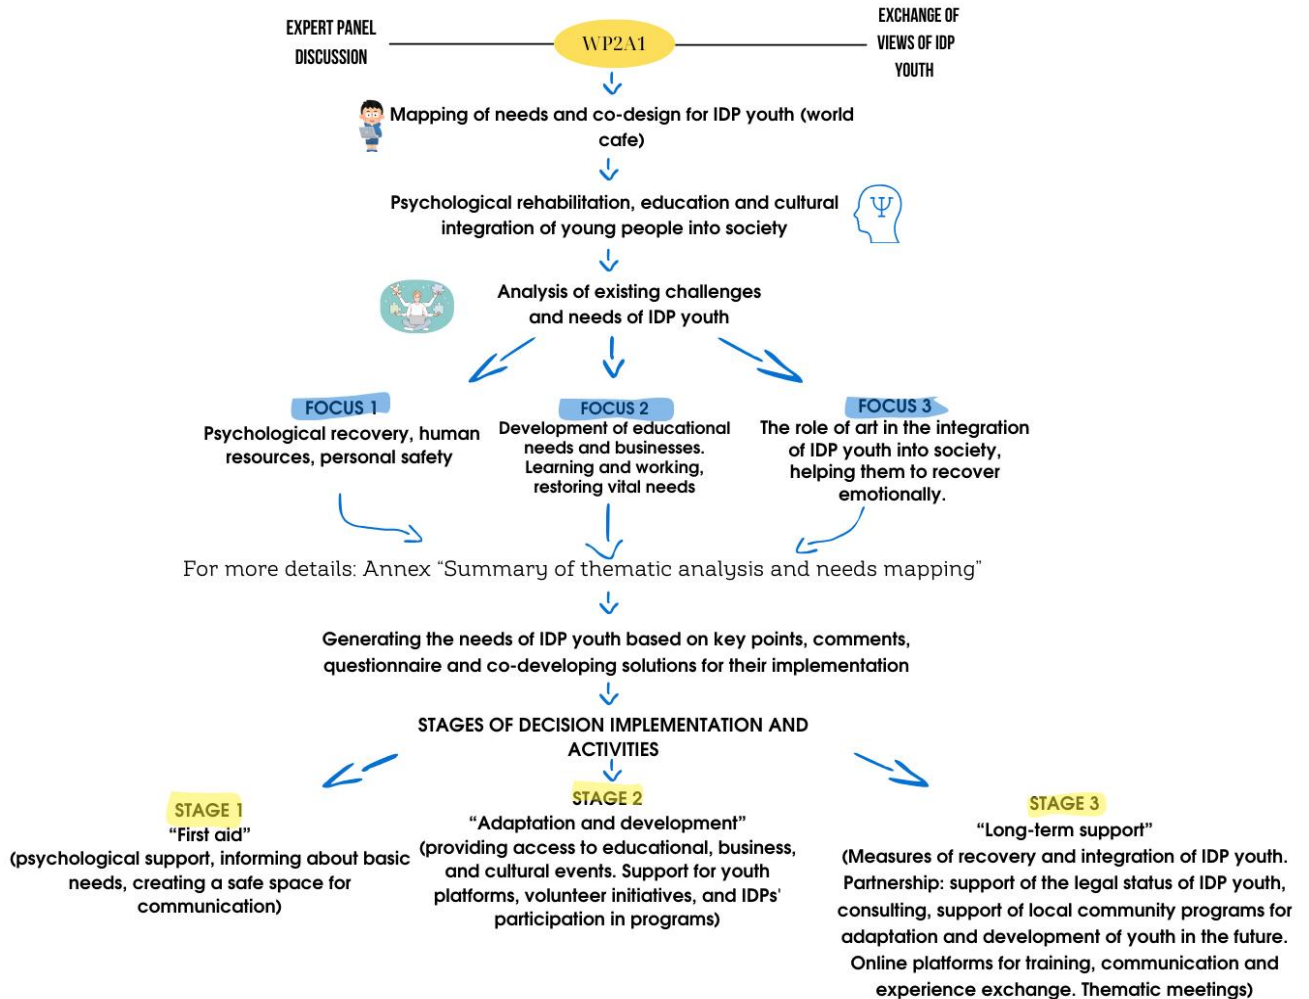 EXPERT PANEL
DISCUSSION
WP2A1
EXCHANGE OF
VIEWS OF IDP
YOUTH
Mapping of needs and co-design for IDP youth (world
cafe)
Psychological rehabilitation, education and cultural
integration of young people into society
Ψ
Analysis of existing challenges
and needs of IDP youth
FOCUS 1
Psychological recovery, human
resources, personal safety
FOCUS 2
Development of educational
needs and businesses.
Learning and working,
restoring vital needs
FOCUS 3
The role of art in the integration
of IDP youth into society,
helping them to recover
emotionally.
For more details: Annex “Summary of thematic analysis and needs mapping”
Generating the needs of IDP youth based on key points, comments,
questionnaire and co-developing solutions for their implementation
STAGES OF DECISION IMPLEMENTATION AND
ACTIVITIES
STAGE 1
“First aid”
(psychological support, informing about basic
needs, creating a safe space for
communication)
STAGE 2
“Adaptation and development”
(providing access to educational, business,
and cultural events. Support for youth
platforms, volunteer initiatives, and IDPs'
participation in programs)
STAGE 3
“Long-term support”
(Measures of recovery and integration of IDP youth.
Partnership: support of the legal status of IDP youth,
consulting, support of local community programs for
adaptation and development of youth in the future.
Online platforms for training, communication and
experience exchange. Thematic meetings)